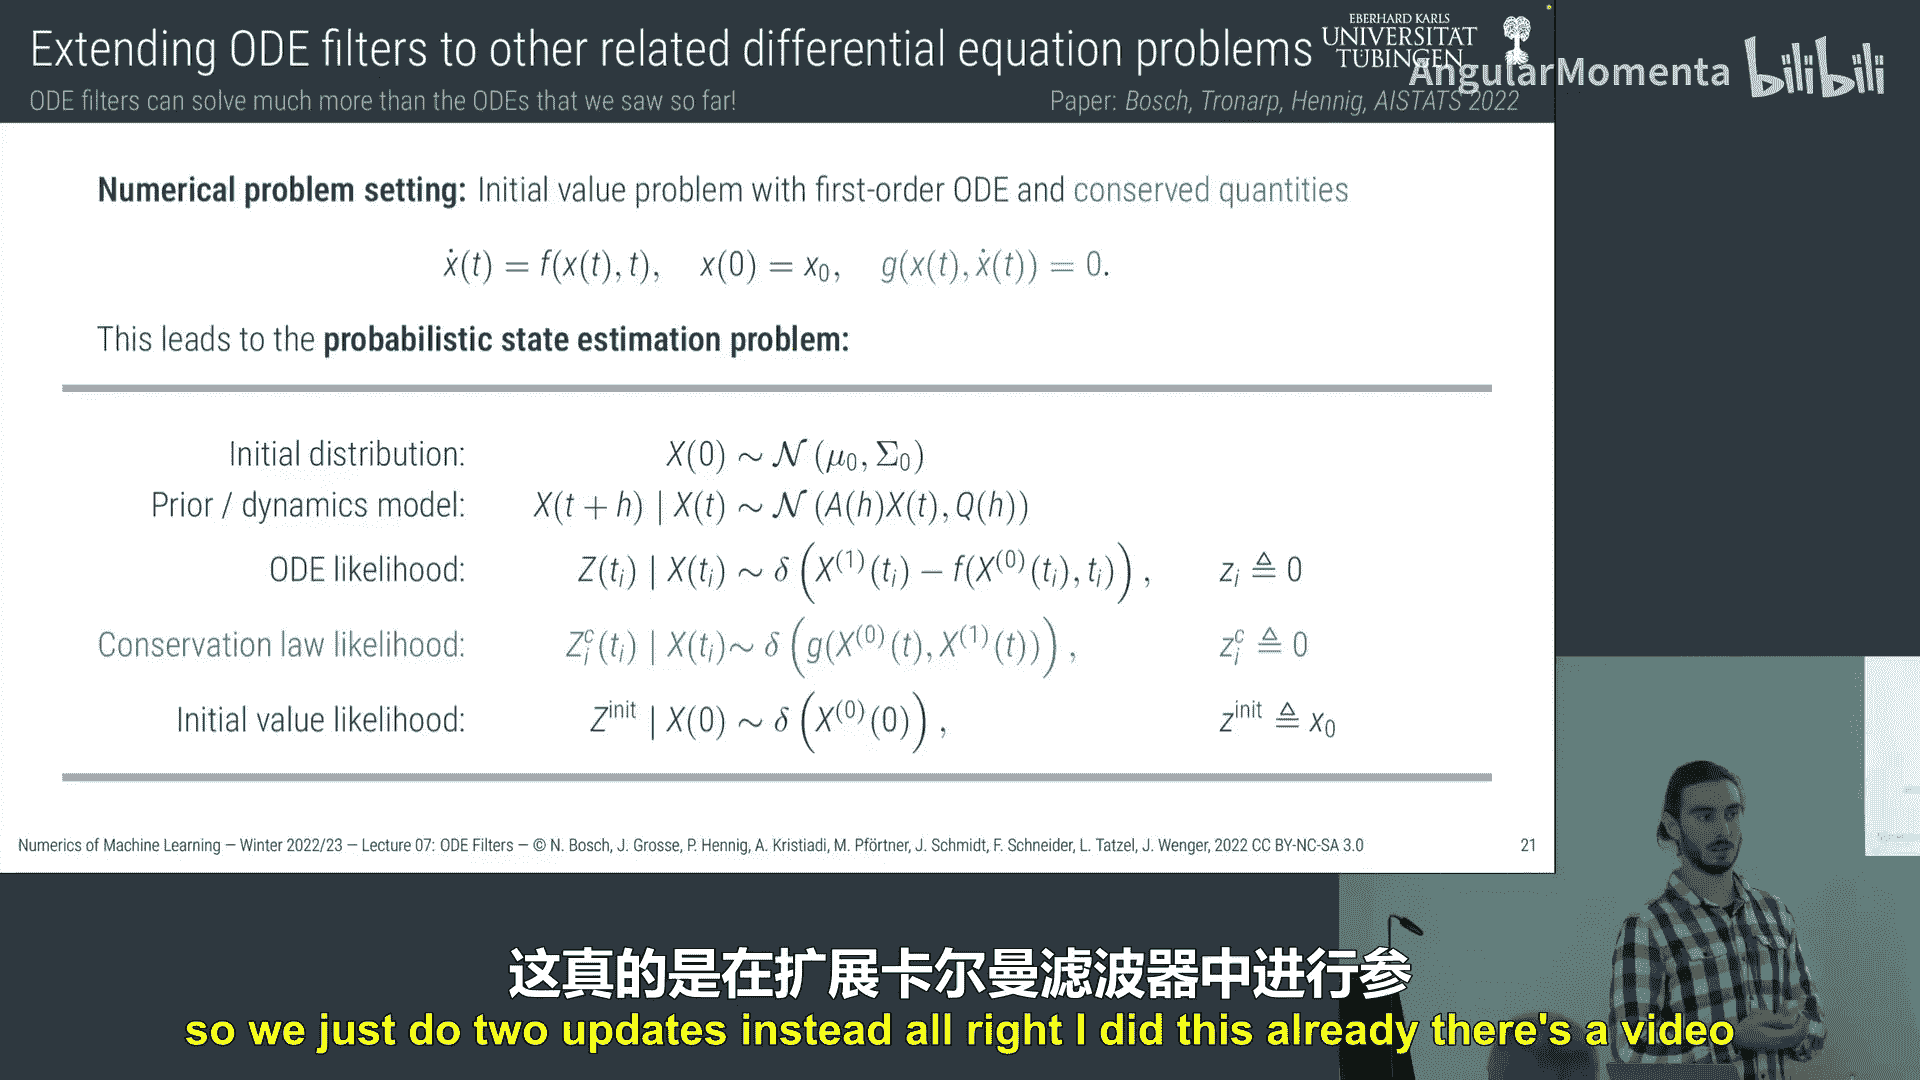 Extending ODE filters to other related differential equation problems
EBERHARD KARLS
UNIVERSITÄT
TÜBINGEN
AngularMomenta bilibili
ODE filters can solve much more than the ODEs that we saw so far!
Paper: Bosch, Tronarp, Hennig, AISTATS 2022
Numerical problem setting: Initial value problem with first-order ODE and conserved quantities
ẋ(t) = f(x(t), t), x(0) = x₀, g(x(t), ẋ(t)) = 0.
This leads to the probabilistic state estimation problem:
Initial distribution: X(0) ∼ 𝒩 (μ₀, Σ₀)
Prior / dynamics model: X(t + h) | X(t) ∼ 𝒩 (A(h)X(t), Q(h))
ODE likelihood: Z(tᵢ) | X(tᵢ) ∼ δ (X⁽¹⁾(tᵢ) − f(X⁽⁰⁾(tᵢ), tᵢ)) , zᵢ ≜ 0
Conservation law likelihood: Zᵢᶜ(tᵢ) | X(tᵢ) ∼ δ (g(X⁽⁰⁾(t), X⁽¹⁾(t))) , zᵢᶜ ≜ 0
Initial value likelihood: Zⁱⁿⁱᵗ | X(0) ∼ δ (X⁽⁰⁾(0)) , zⁱⁿⁱᵗ ≜ x₀
Numerics of Machine Learning — Winter 2022/23 — Lecture 07: ODE Filters — © N. Bosch, J. Grosse, P. Hennig, A. Kristiadi, M. Pförtner, J. Schmidt, F. Schneider, L. Tatzel, J. Wenger, 2022 CC BY-NC-SA 3.0
21
这真的是在扩展卡尔曼滤波器中进行参
so we just do two updates instead all right I did this already there's a video